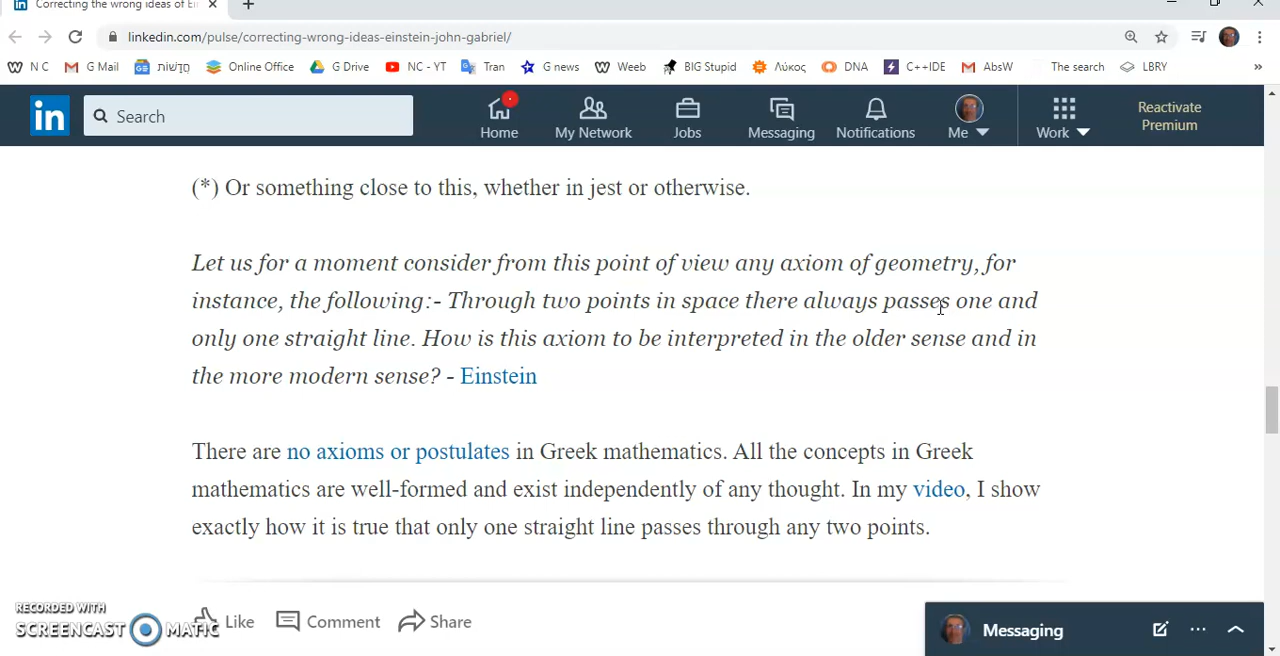 Correcting the wrong ideas of Ei
linkedin.com/pulse/correcting-wrong-ideas-einstein-john-gabriel/
N C G Mail חֲדָשׁוֹת Online Office G Drive NC - YT Tran G news Weeb BIG Stupid Λύκος DNA C++IDE AbsW The search LBRY »
in Search Home My Network Jobs Messaging Notifications Me Work Reactivate
Premium
(*) Or something close to this, whether in jest or otherwise.
Let us for a moment consider from this point of view any axiom of geometry, for
instance, the following:- Through two points in space there always passes one and
only one straight line. How is this axiom to be interpreted in the older sense and in
the more modern sense? - Einstein
There are no axioms or postulates in Greek mathematics. All the concepts in Greek
mathematics are well-formed and exist independently of any thought. In my video, I show
exactly how it is true that only one straight line passes through any two points.
Like Comment Share
RECORDED WITH
SCREENCAST MATIC
Messaging